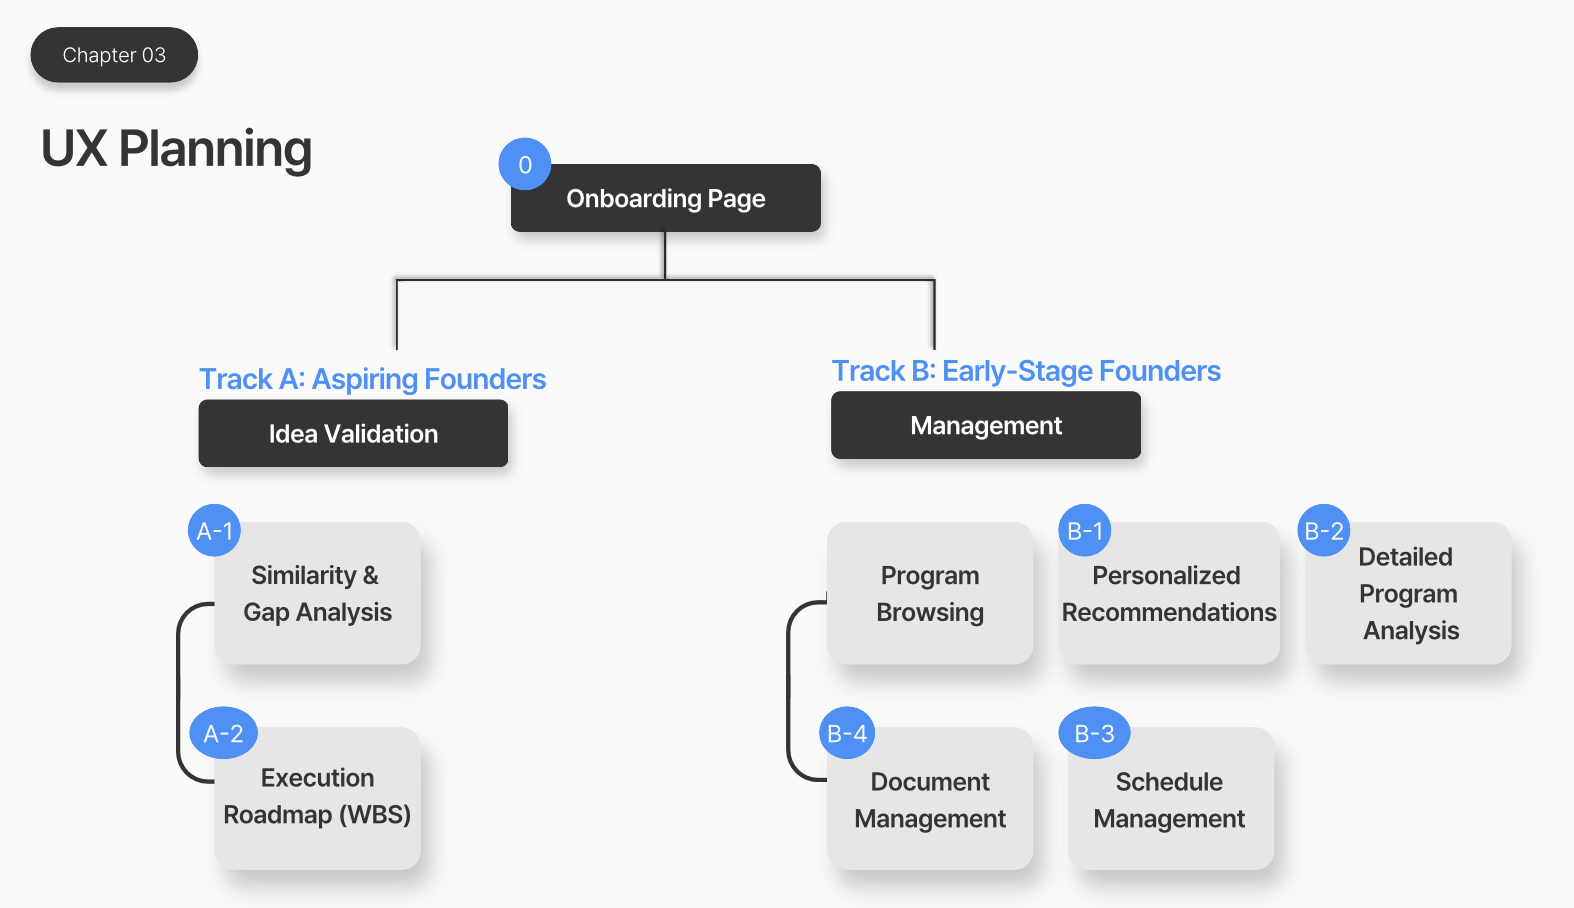 Chapter 03
UX Planning
0
Onboarding Page
Track A: Aspiring Founders
Idea Validation
A-1
Similarity &
Gap Analysis
A-2
Execution
Roadmap (WBS)
Track B: Early-Stage Founders
Management
Program
Browsing
B-1
Personalized
Recommendations
B-2
Detailed
Program
Analysis
B-4
Document
Management
B-3
Schedule
Management